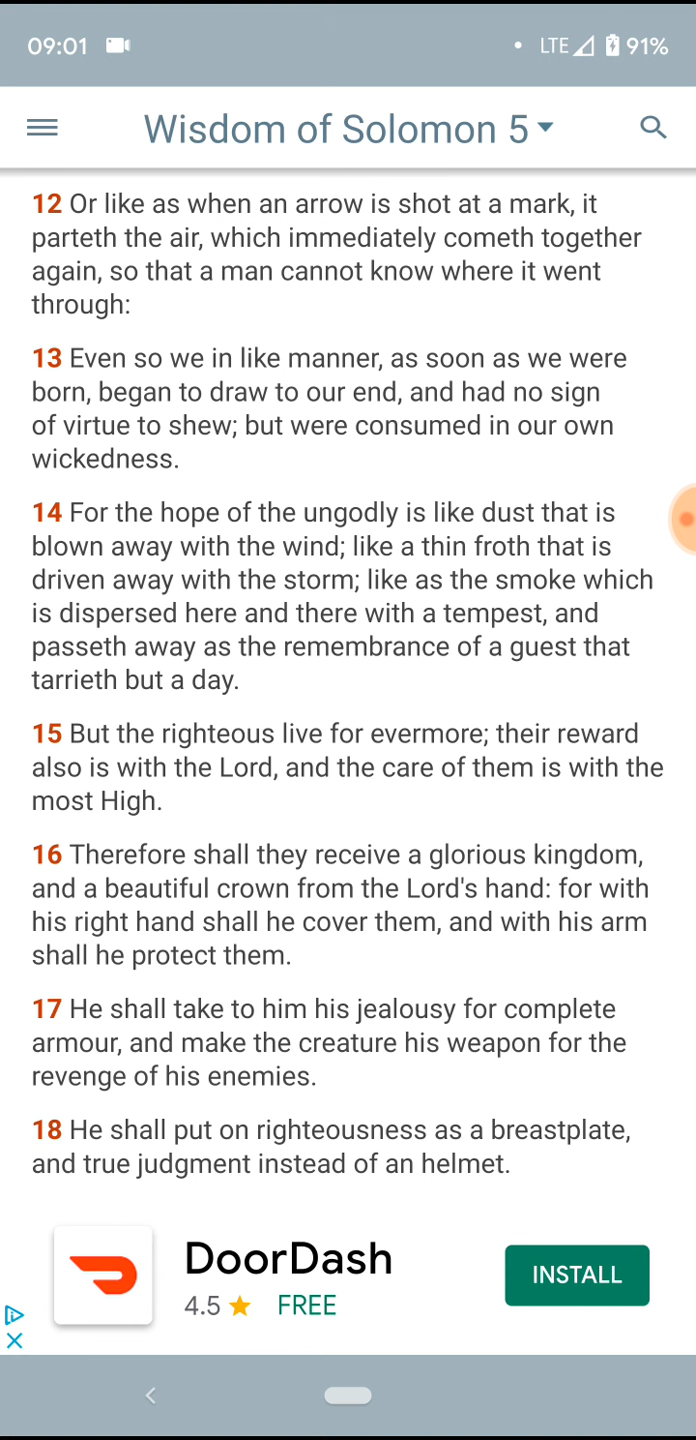 09:01
LTE 91%
Wisdom of Solomon 5
12 Or like as when an arrow is shot at a mark, it
parteth the air, which immediately cometh together
again, so that a man cannot know where it went
through:
13 Even so we in like manner, as soon as we were
born, began to draw to our end, and had no sign
of virtue to shew; but were consumed in our own
wickedness.
14 For the hope of the ungodly is like dust that is
blown away with the wind; like a thin froth that is
driven away with the storm; like as the smoke which
is dispersed here and there with a tempest, and
passeth away as the remembrance of a guest that
tarrieth but a day.
15 But the righteous live for evermore; their reward
also is with the Lord, and the care of them is with the
most High.
16 Therefore shall they receive a glorious kingdom,
and a beautiful crown from the Lord's hand: for with
his right hand shall he cover them, and with his arm
shall he protect them.
17 He shall take to him his jealousy for complete
armour, and make the creature his weapon for the
revenge of his enemies.
18 He shall put on righteousness as a breastplate,
and true judgment instead of an helmet.
DoorDash
4.5 FREE
INSTALL